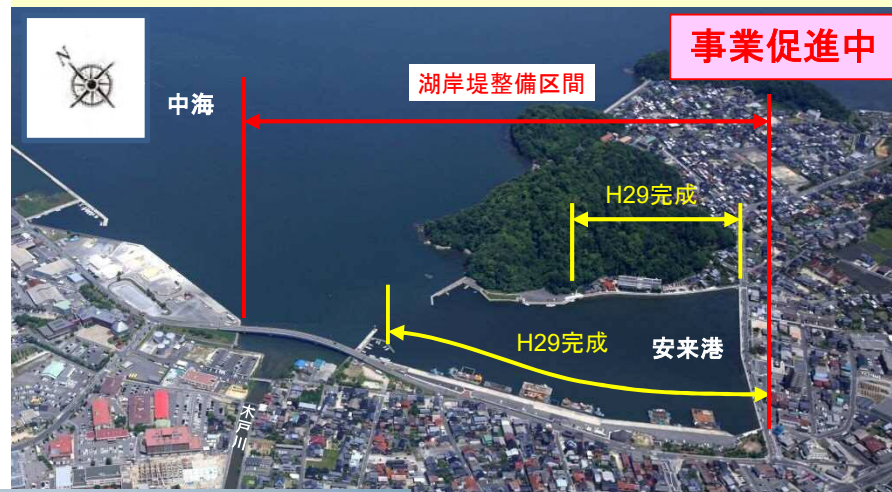 事業促進中
N
湖岸堤整備区間
中海
H29完成
H29完成
安来港
木戸川